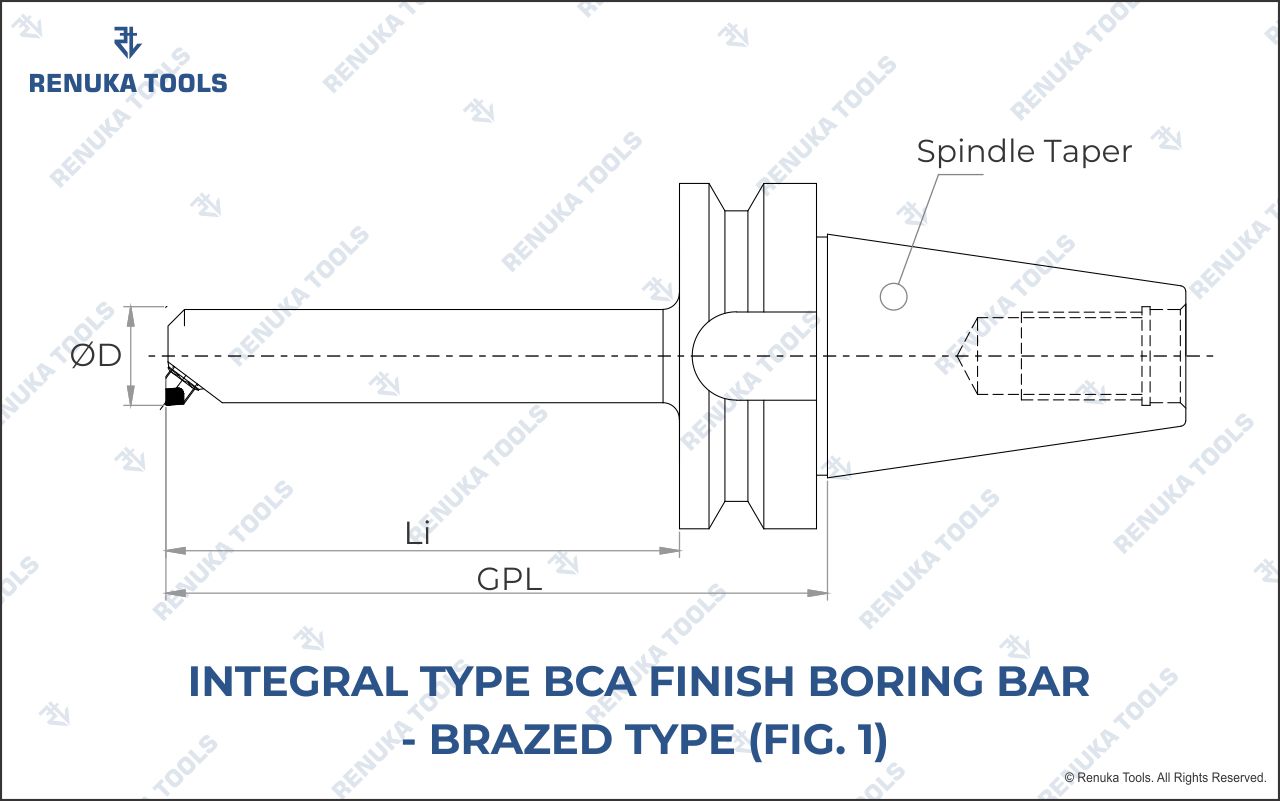 RENUKA TOOLS
Spindle Taper
ØD
Li
GPL
INTEGRAL TYPE BCA FINISH BORING BAR
- BRAZED TYPE (FIG. 1)
© Renuka Tools. All Rights Reserved.